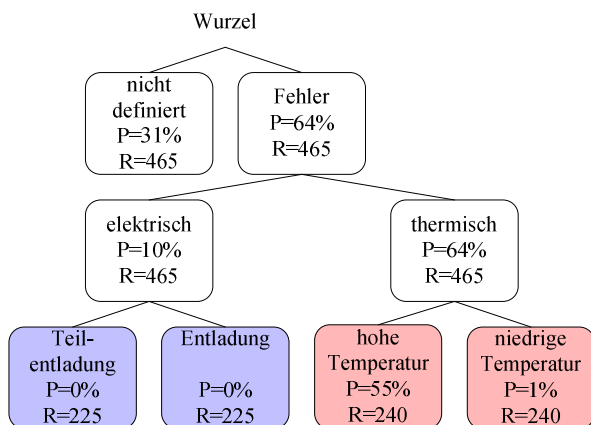 Wurzel
nicht
definiert
P=31%
R=465
Fehler
P=64%
R=465
elektrisch
P=10%
R=465
thermisch
P=64%
R=465
Teil-
entladung
P=0%
R=225
Entladung
P=0%
R=225
hohe
Temperatur
P=55%
R=240
niedrige
Temperatur
P=1%
R=240